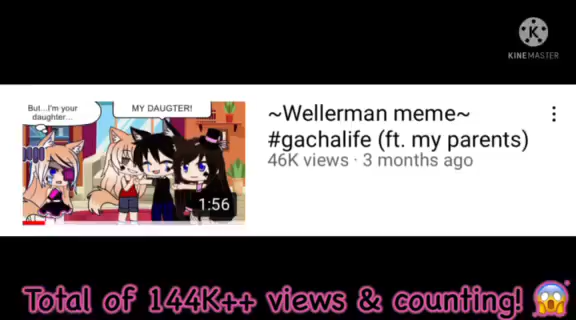 K
KINEMASTER
But...I'm your
daughter...
MY DAUGTER!
~Wellerman meme~
#gachalife (ft. my parents)
46K views · 3 months ago
1:56
Total of 144K++ views & counting! 😱